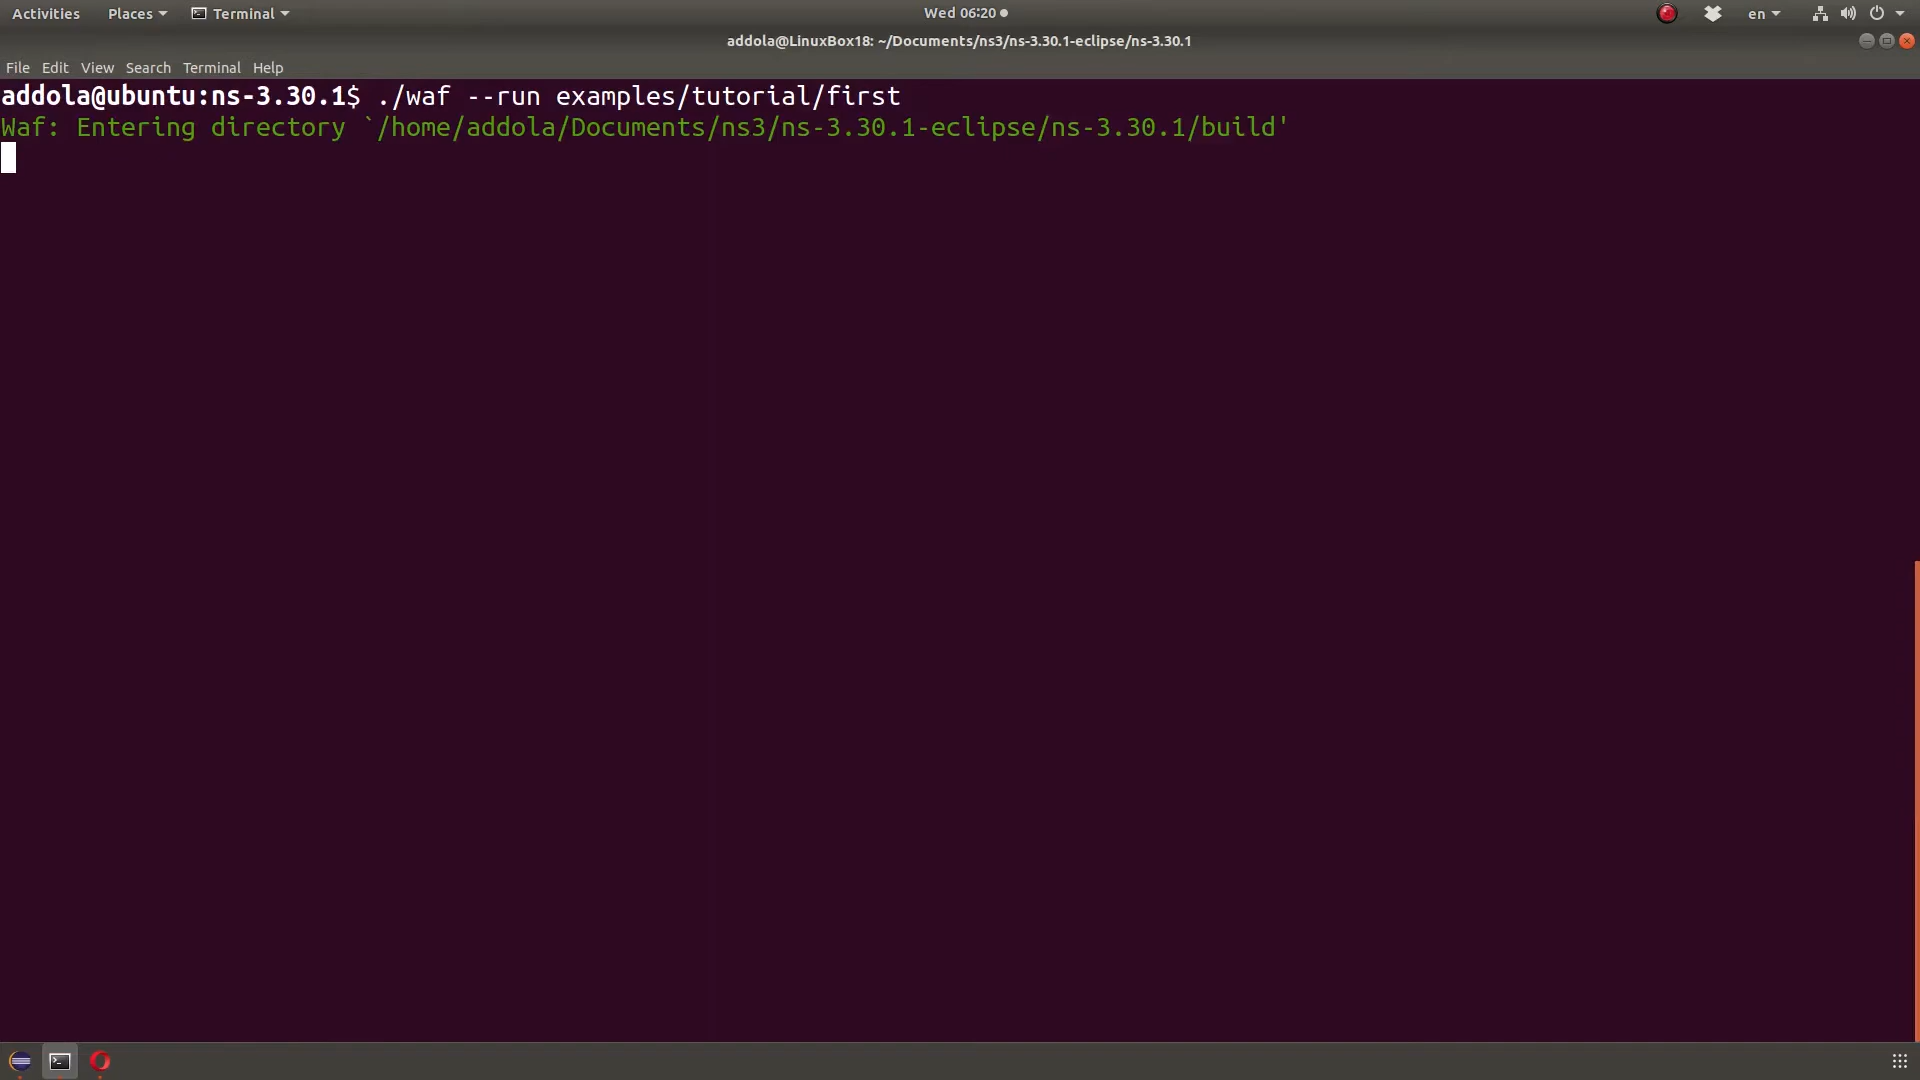 Activities Places Terminal Wed 06:20 en
addola@LinuxBox18: ~/Documents/ns3/ns-3.30.1-eclipse/ns-3.30.1
File Edit View Search Terminal Help
addola@ubuntu:ns-3.30.1$ ./waf --run examples/tutorial/first
Waf: Entering directory `/home/addola/Documents/ns3/ns-3.30.1-eclipse/ns-3.30.1/build'